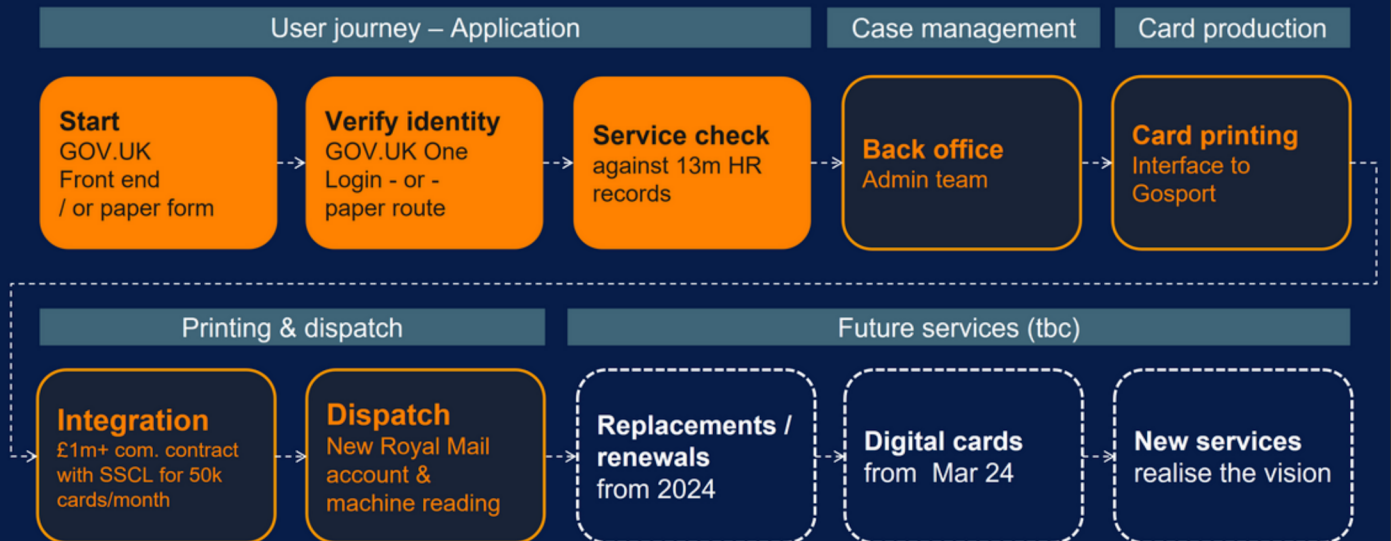 User journey – Application
Case management
Card production
Start
GOV.UK
Front end
/ or paper form
Verify identity
GOV.UK One
Login - or -
paper route
Service check
against 13m HR
records
Back office
Admin team
Card printing
Interface to
Gosport
Printing & dispatch
Future services (tbc)
Integration
£1m+ com. contract
with SSCL for 50k
cards/month
Dispatch
New Royal Mail
account &
machine reading
Replacements /
renewals
from 2024
Digital cards
from Mar 24
New services
realise the vision